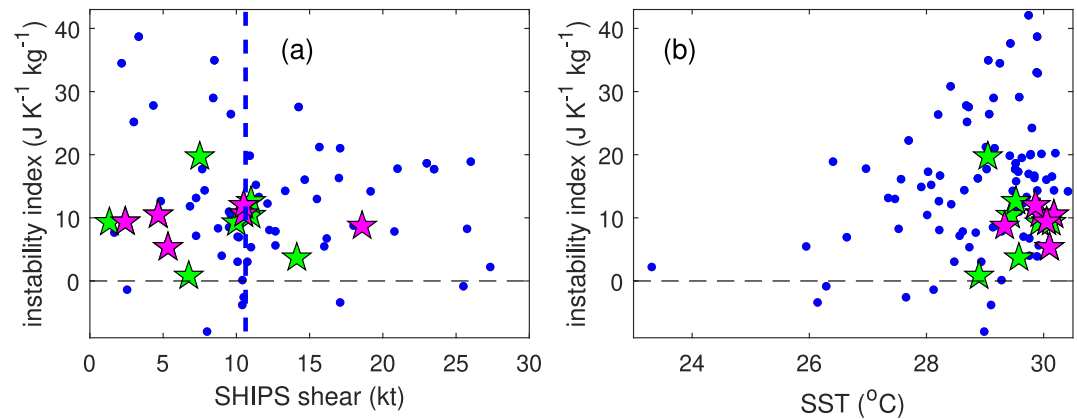 (a)
instability index (J K⁻¹ kg⁻¹)
40
30
20
10
0
0 5 10 15 20 25 30
SHIPS shear (kt)
(b)
instability index (J K⁻¹ kg⁻¹)
40
30
20
10
0
24 26 28 30
SST (°C)